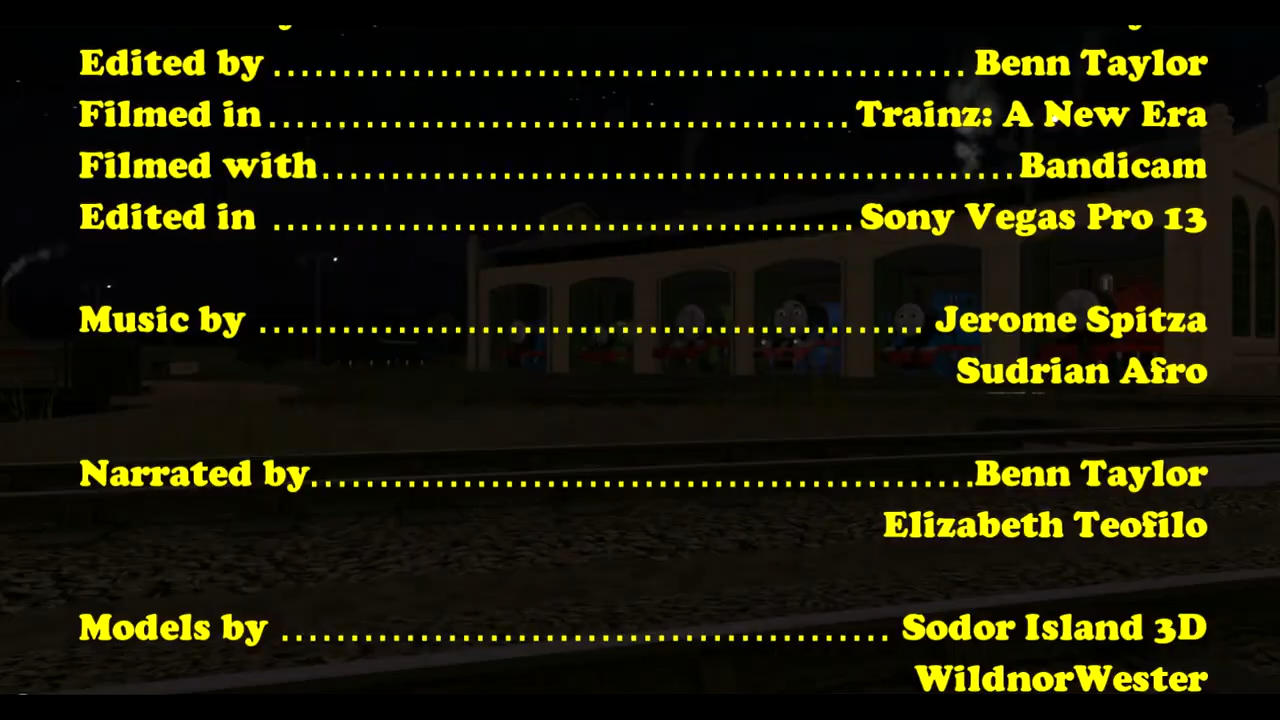 Edited by ........................................................ Benn Taylor
Filmed in ................................................. Trainz: A New Era
Filmed with ........................................................... Bandicam
Edited in ................................................. Sony Vegas Pro 13
Music by ........................................................ Jerome Spitza
Sudrian Afro
Narrated by ........................................................ Benn Taylor
Elizabeth Teofilo
Models by .................................................... Sodor Island 3D
WildnorWester